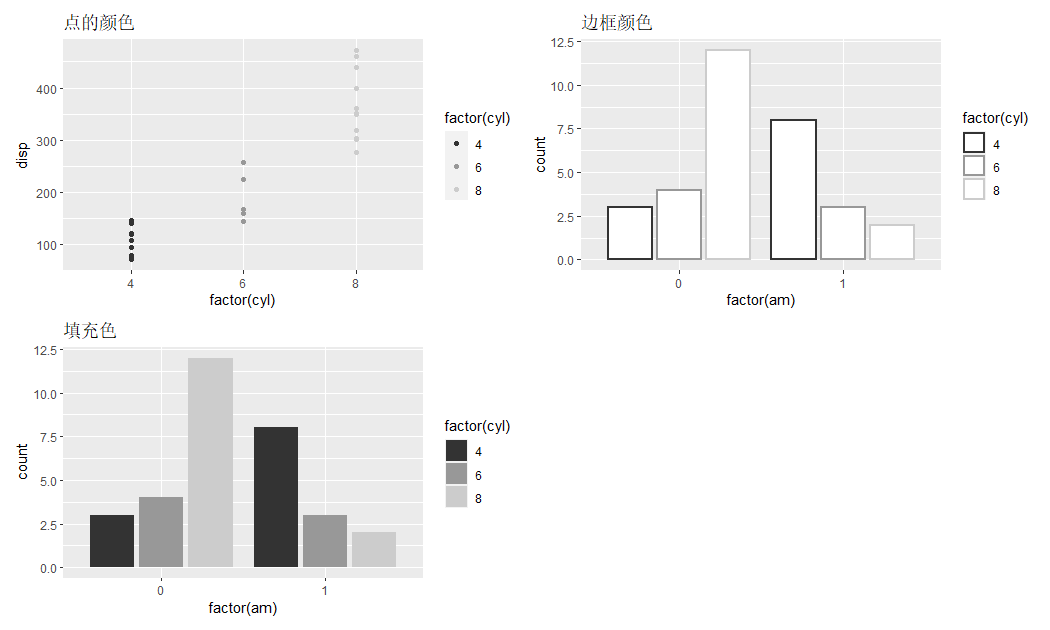 点的颜色
400
300
200
100
disp
4
6
8
factor(cyl)
factor(cyl)
4
6
8
边框颜色
12.5
10.0
7.5
5.0
2.5
0.0
count
0
1
factor(am)
factor(cyl)
4
6
8
填充色
12.5
10.0
7.5
5.0
2.5
0.0
count
0
1
factor(am)
factor(cyl)
4
6
8